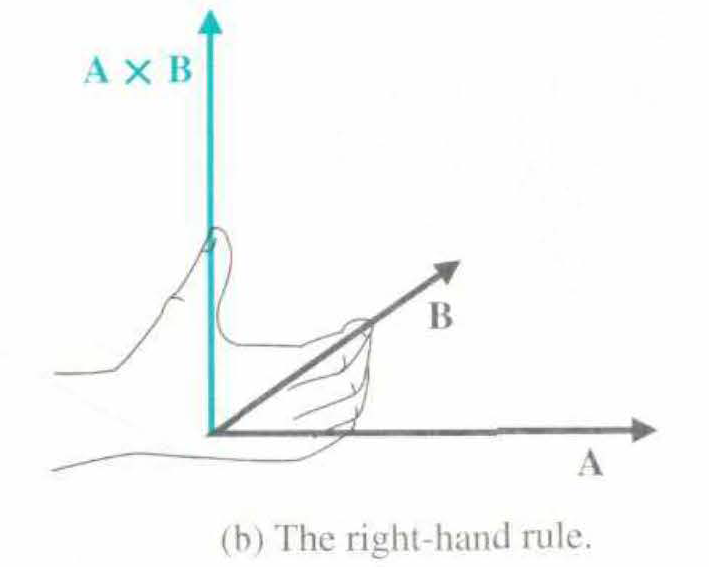 A × B
B
A
(b) The right-hand rule.